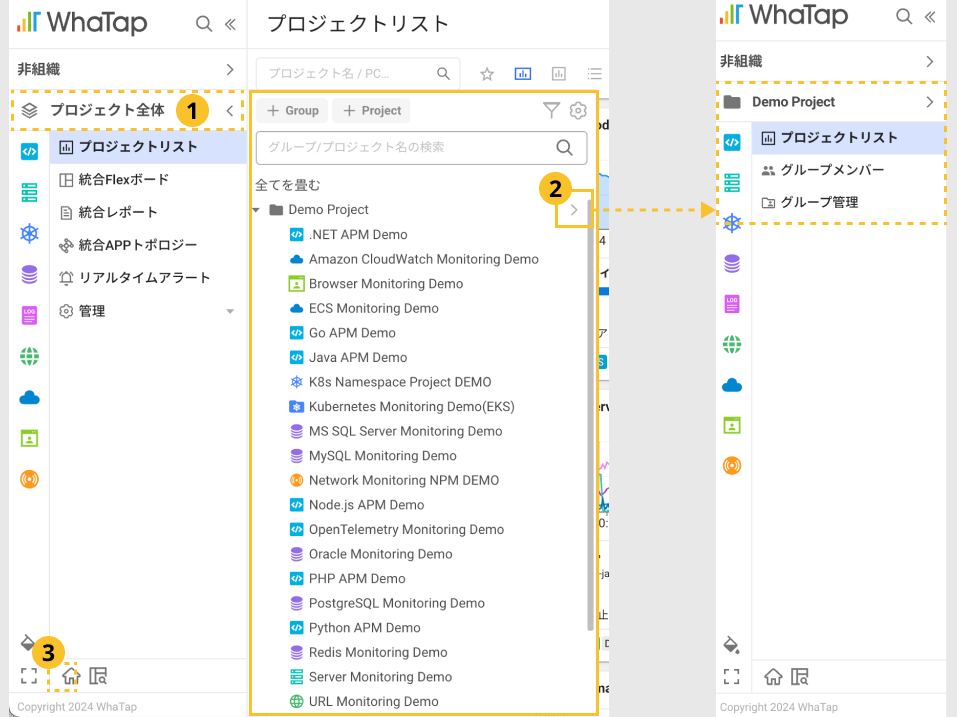 WhaTap
非組織
プロジェクト全体
1
プロジェクトリスト
統合Flexボード
統合レポート
統合APPトポロジー
リアルタイムアラート
管理
3
Copyright 2024 WhaTap
プロジェクトリスト
プロジェクト名 / PC...
+ Group
+ Project
グループ/プロジェクト名の検索
全てを畳む
2
Demo Project
.NET APM Demo
Amazon CloudWatch Monitoring Demo
Browser Monitoring Demo
ECS Monitoring Demo
Go APM Demo
Java APM Demo
K8s Namespace Project DEMO
Kubernetes Monitoring Demo(EKS)
MS SQL Server Monitoring Demo
MySQL Monitoring Demo
Network Monitoring NPM DEMO
Node.js APM Demo
OpenTelemetry Monitoring Demo
Oracle Monitoring Demo
PHP APM Demo
PostgreSQL Monitoring Demo
Python APM Demo
Redis Monitoring Demo
Server Monitoring Demo
URL Monitoring Demo
WhaTap
非組織
Demo Project
プロジェクトリスト
グループメンバー
グループ管理
LOG
LOG
Copyright 2024 WhaTap